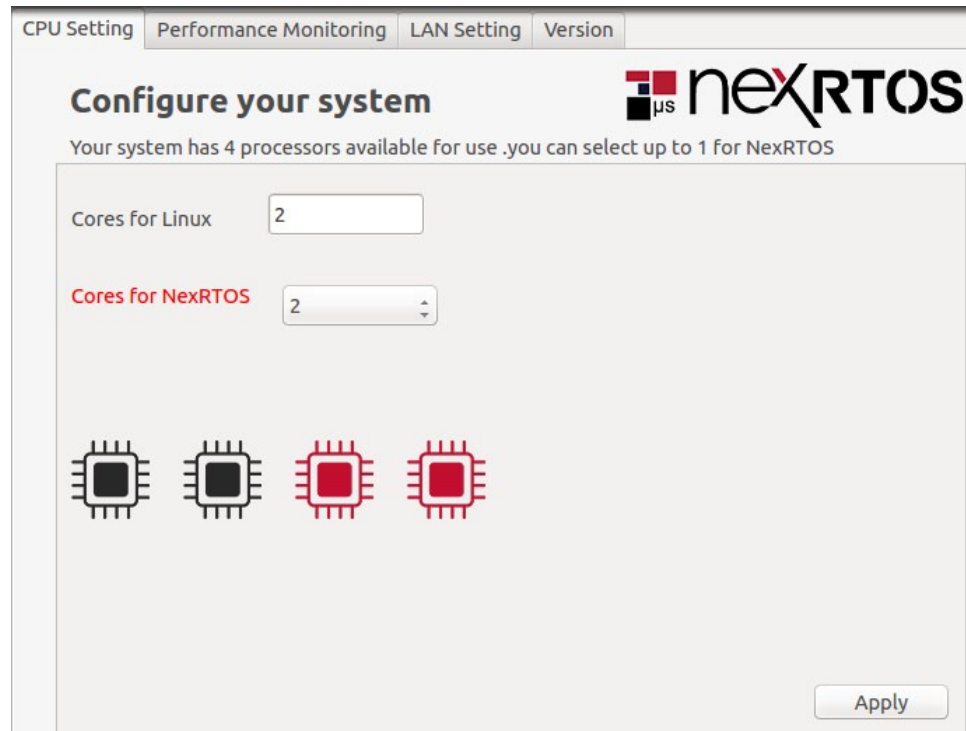 CPU Setting Performance Monitoring LAN Setting Version
Configure your system
µs nexRTOS
Your system has 4 processors available for use .you can select up to 1 for NexRTOS
Cores for Linux 2
Cores for NexRTOS 2
Apply